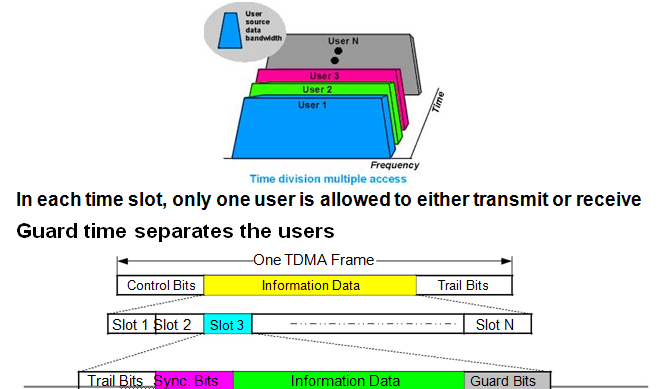 User
source
data
bandwidth
User N
User 3
User 2
User 1
Time
Frequency
Time division multiple access
In each time slot, only one user is allowed to either transmit or receive
Guard time separates the users
One TDMA Frame
Control Bits Information Data Trail Bits
Slot 1 Slot 2 Slot 3 Slot N
Trail Bits Sync. Bits Information Data Guard Bits